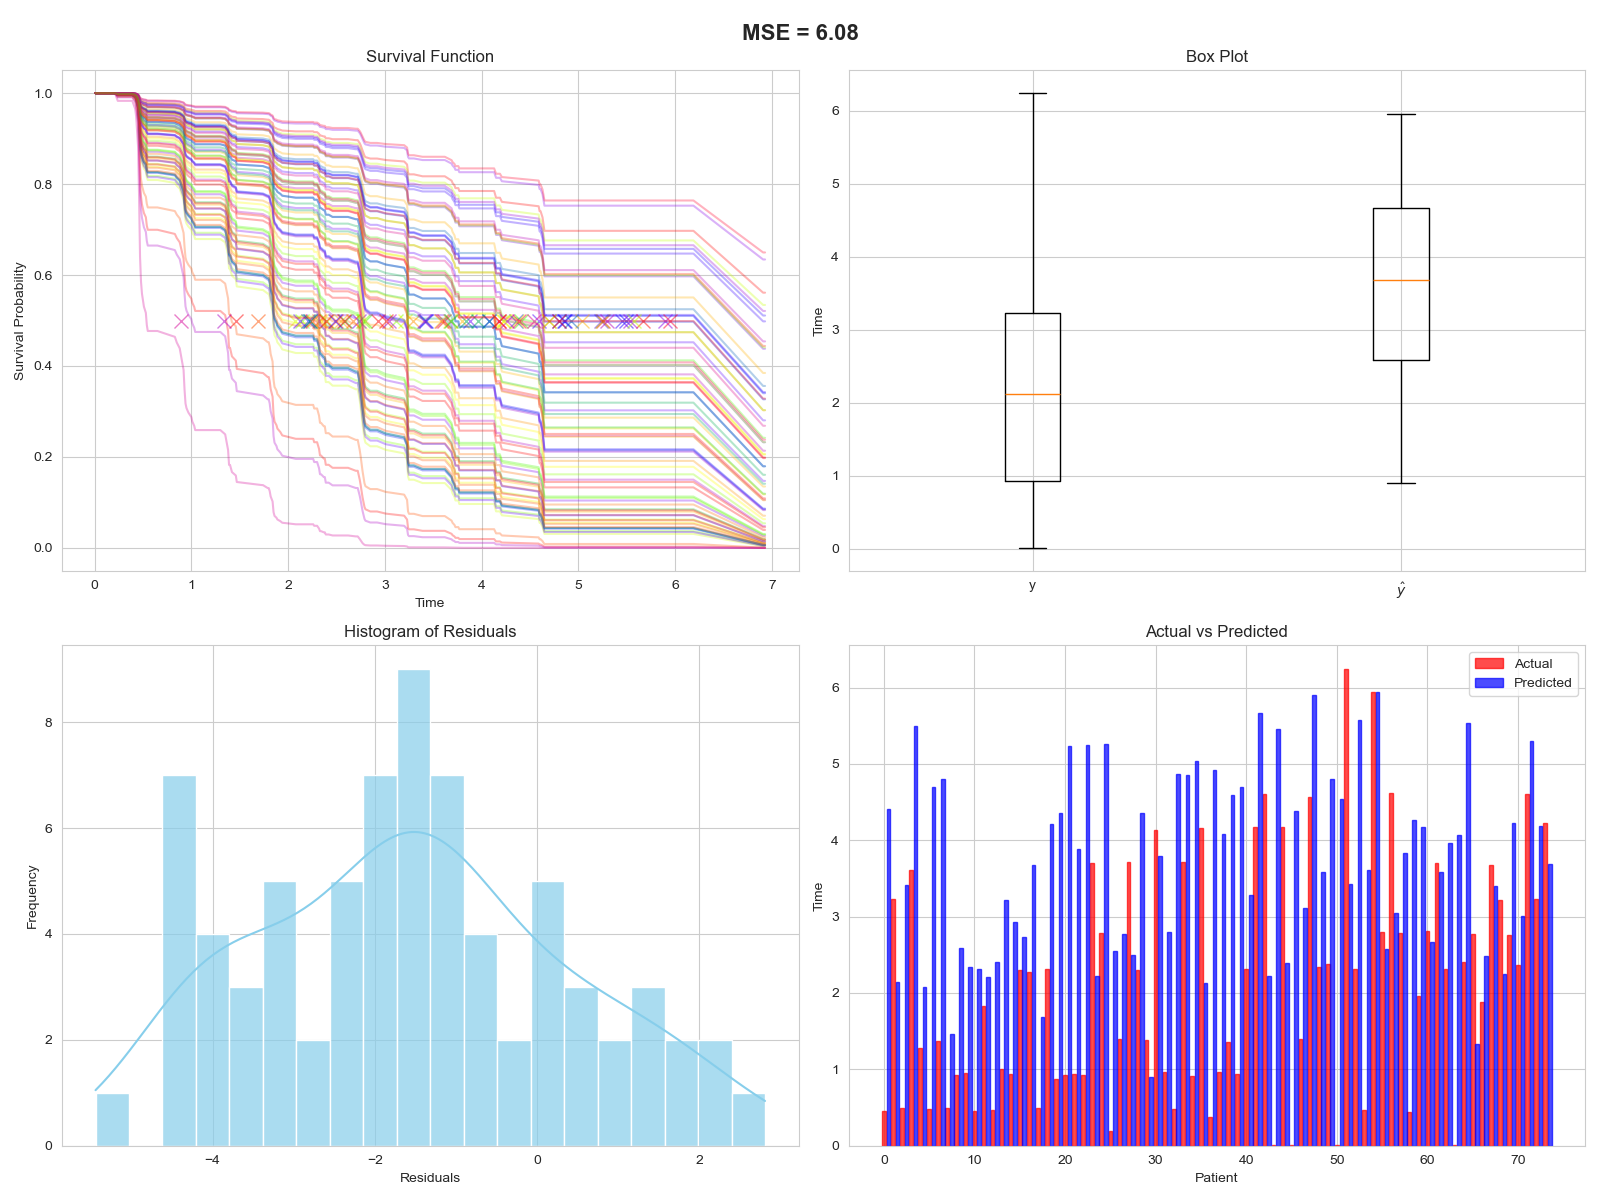 MSE = 6.08
Survival Function
Survival Probability
1.0
0.8
0.6
0.4
0.2
0.0
0 1 2 3 4 5 6 7
Time
Box Plot
Time
6
5
4
3
2
1
0
y ŷ
Histogram of Residuals
Frequency
8
6
4
2
0
−4 −2 0 2
Residuals
Actual vs Predicted
Actual
Predicted
Time
6
5
4
3
2
1
0
0 10 20 30 40 50 60 70
Patient